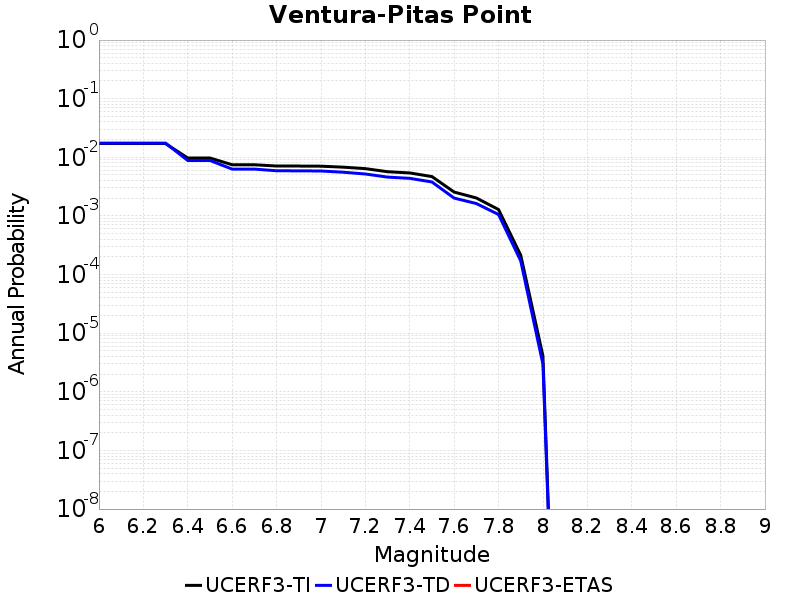 Ventura-Pitas Point
Annual Probability
10^0
10^-1
10^-2
10^-3
10^-4
10^-5
10^-6
10^-7
10^-8
6 6.2 6.4 6.6 6.8 7 7.2 7.4 7.6 7.8 8 8.2 8.4 8.6 8.8 9
Magnitude
UCERF3-TI UCERF3-TD UCERF3-ETAS